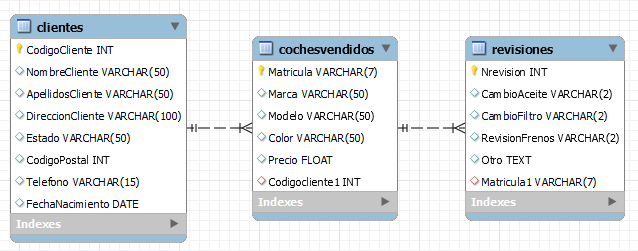 clientes
CodigoCliente INT
NombreCliente VARCHAR(50)
ApellidosCliente VARCHAR(50)
DireccionCliente VARCHAR(100)
Estado VARCHAR(50)
CodigoPostal INT
Telefono VARCHAR(15)
FechaNacimiento DATE
Indexes
cochesvendidos
Matricula VARCHAR(7)
Marca VARCHAR(50)
Modelo VARCHAR(50)
Color VARCHAR(50)
Precio FLOAT
Codigocliente1 INT
Indexes
revisiones
Nrevision INT
CambioAceite VARCHAR(2)
CambioFiltro VARCHAR(2)
RevisionFrenos VARCHAR(2)
Otro TEXT
Matricula1 VARCHAR(7)
Indexes